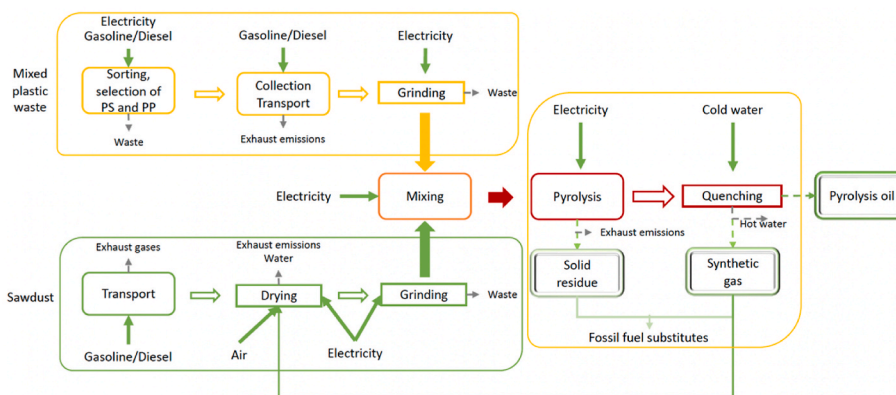 Electricity
Gasoline/Diesel
Gasoline/Diesel
Electricity
Mixed
plastic
waste
Sorting,
selection of
PS and PP
Collection
Transport
Grinding
Waste
Waste
Exhaust emissions
Electricity
Cold water
Electricity
Mixing
Pyrolysis
Quenching
Pyrolysis oil
Exhaust emissions
Hot water
Exhaust gases
Exhaust emissions
Water
Solid
residue
Synthetic
gas
Sawdust
Transport
Drying
Grinding
Waste
Fossil fuel substitutes
Gasoline/Diesel
Air
Electricity